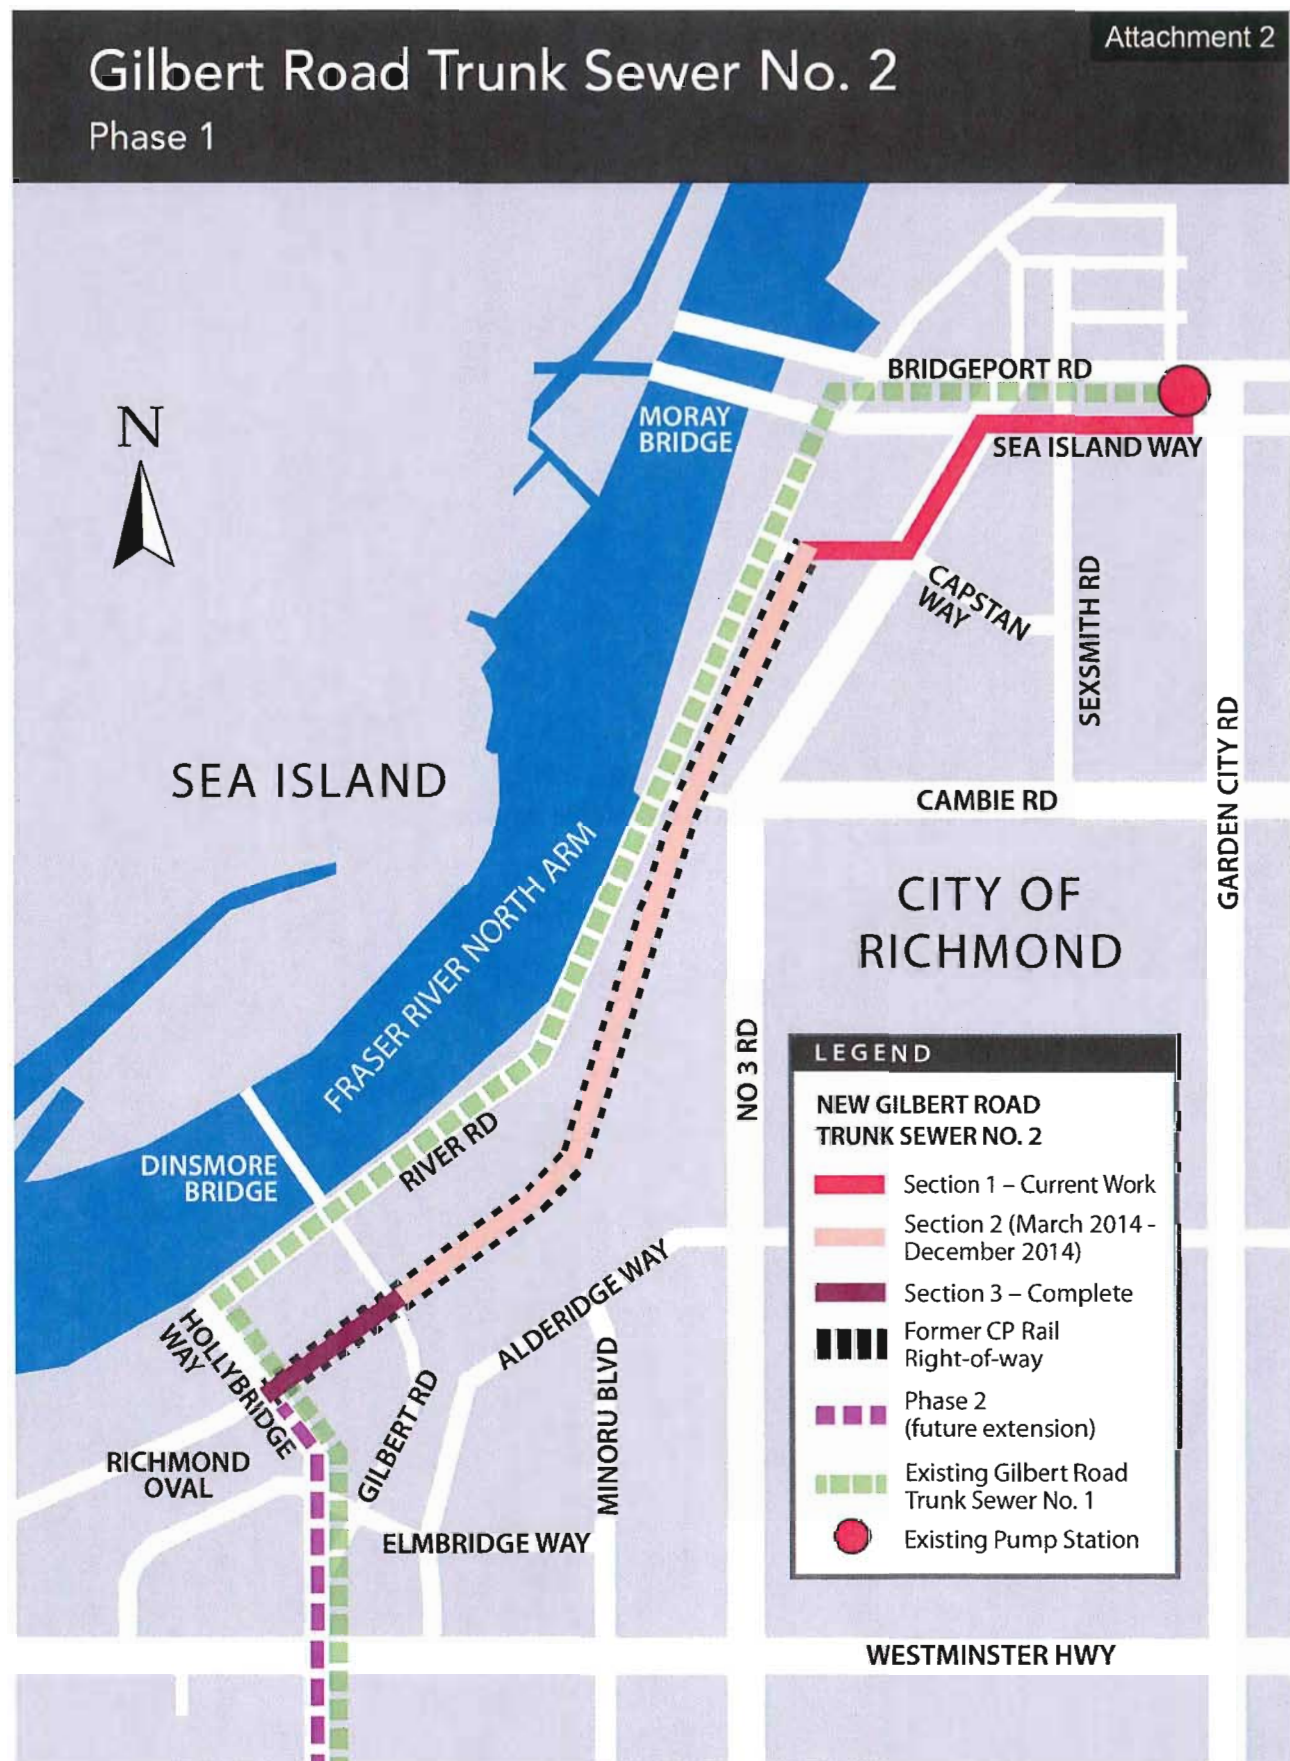 Attachment 2
Gilbert Road Trunk Sewer No. 2
Phase 1
BRIDGEPORT RD
N
MORAY
BRIDGE
SEA ISLAND WAY
CAPSTAN
WAY
SEXSMITH RD
SEA ISLAND
GARDEN CITY RD
CAMBIE RD
FRASER RIVER NORTH ARM
CITY OF
RICHMOND
NO 3 RD
RIVER RD
DINSMORE
BRIDGE
ALDERIDGE WAY
HOLLYBRIDGE
WAY
GILBERT RD
MINORU BLVD
RICHMOND
OVAL
ELMBRIDGE WAY
WESTMINSTER HWY
LEGEND
NEW GILBERT ROAD
TRUNK SEWER NO. 2
Section 1 – Current Work
Section 2 (March 2014 -
December 2014)
Section 3 – Complete
Former CP Rail
Right-of-way
Phase 2
(future extension)
Existing Gilbert Road
Trunk Sewer No. 1
Existing Pump Station